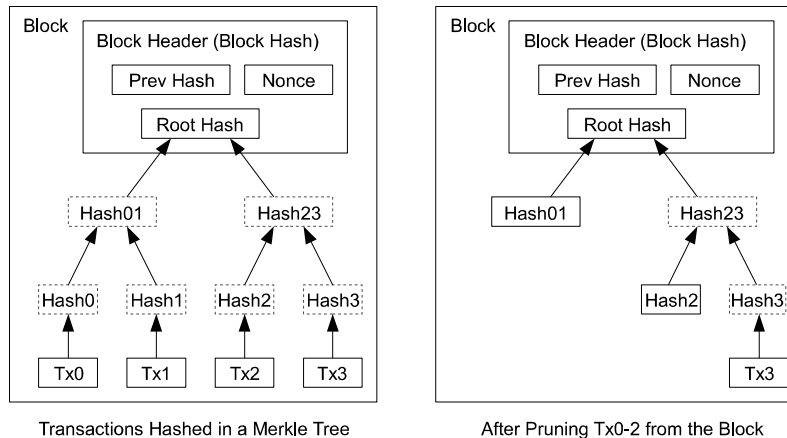 Block
Block Header (Block Hash)
Prev Hash
Nonce
Root Hash
Hash01
Hash23
Hash0
Hash1
Hash2
Hash3
Tx0
Tx1
Tx2
Tx3
Transactions Hashed in a Merkle Tree
Block
Block Header (Block Hash)
Prev Hash
Nonce
Root Hash
Hash01
Hash23
Hash2
Hash3
Tx3
After Pruning Tx0-2 from the Block